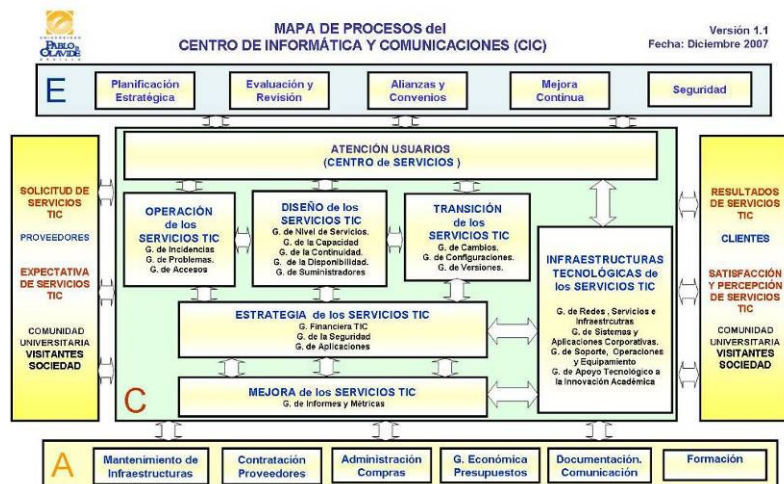 UNIVERSIDAD
PABLO DE
OLAVIDE
SEVILLA
MAPA DE PROCESOS del
CENTRO DE INFORMÁTICA Y COMUNICACIONES (CIC)
Versión 1.1
Fecha: Diciembre 2007
E
Planificación
Estratégica
Evaluación y
Revisión
Alianzas y
Convenios
Mejora
Contínua
Seguridad
SOLICITUD DE
SERVICIOS
TIC
PROVEEDORES
EXPECTATIVA
DE SERVICIOS
TIC
COMUNIDAD
UNIVERSITARIA
VISITANTES
SOCIEDAD
ATENCIÓN USUARIOS
(CENTRO de SERVICIOS )
OPERACIÓN
de los
SERVICIOS TIC
G. de Incidencias
G. de Problemas.
G. de Accesos
DISEÑO de los
SERVICIOS TIC
G. de Nivel de Servicios.
G. de la Capacidad
G. de la Continuidad.
G. de la Disponibilidad.
G. de Suministradores
TRANSICIÓN
de los
SERVICIOS TIC
G. de Cambios.
G. de Configuraciones.
G. de Versiones.
INFRAESTRUCTURAS
TECNOLÓGICAS de
los SERVICIOS TIC
G. de Redes , Servicios e
Infraestrcutras
G. de Sistemas y
Aplicaciones Corporativas.
G. de Soporte, Operaciones
y Equipamiento
G. de Apoyo Tecnológico a
la Innovación Académica
ESTRATEGIA de los SERVICIOS TIC
G. Financiera TIC
G. de la Seguridad
G. de Aplicaciones
MEJORA de los SERVICIOS TIC
G. de Informes y Métricas
C
RESULTADOS
DE SERVICIOS
TIC
CLIENTES
SATISFACCIÓN
Y PERCEPCIÓN
DE SERVICIOS
TIC
COMUNIDAD
UNIVERSITARIA
VISITANTES
SOCIEDAD
A
Mantenimiento de
Infraestructuras
Contratación
Proveedores
Administración
Compras
G. Económica
Presupuestos
Documentación.
Comunicación
Formación